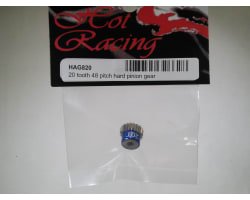 Hot
Racing
HAG820
20 tooth 48 pitch hard pinion gear